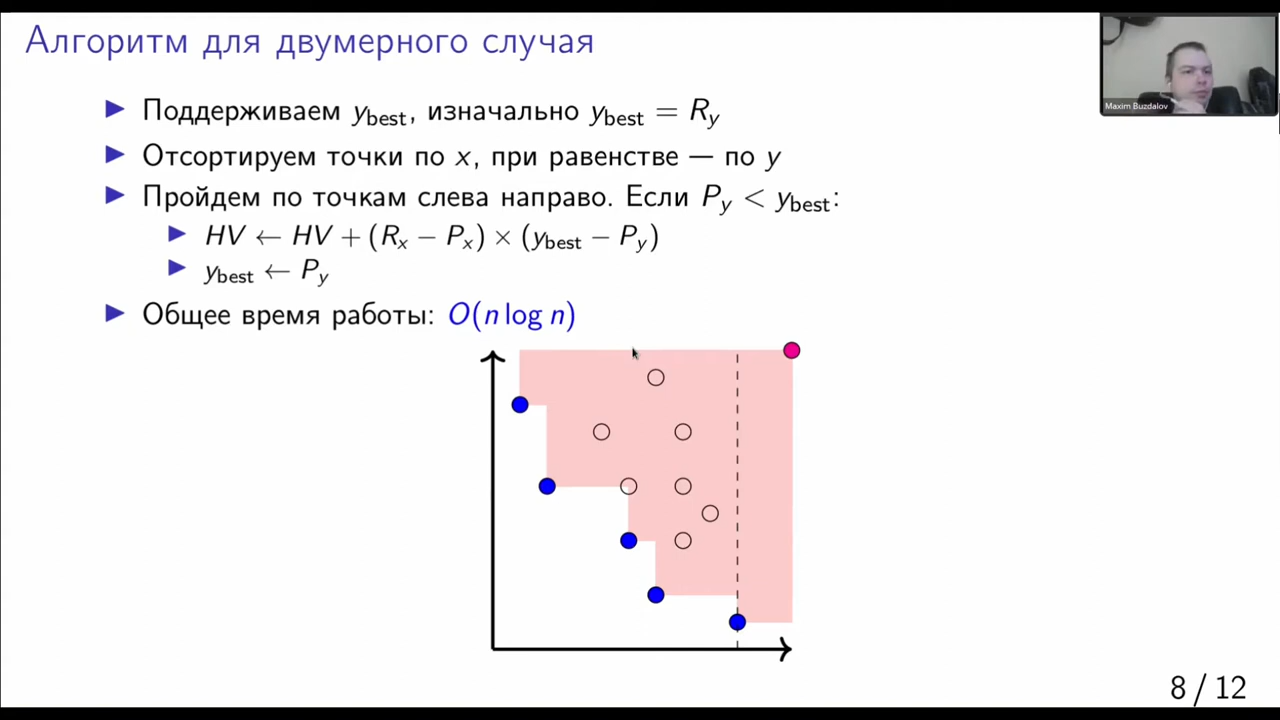 Алгоритм для двумерного случая
Maxim Buzdalov
▶ Поддерживаем y_best, изначально y_best = R_y
▶ Отсортируем точки по x, при равенстве — по y
▶ Пройдем по точкам слева направо. Если P_y < y_best:
▶ HV ← HV + (R_x − P_x) × (y_best − P_y)
▶ y_best ← P_y
▶ Общее время работы: O(n log n)
8 / 12